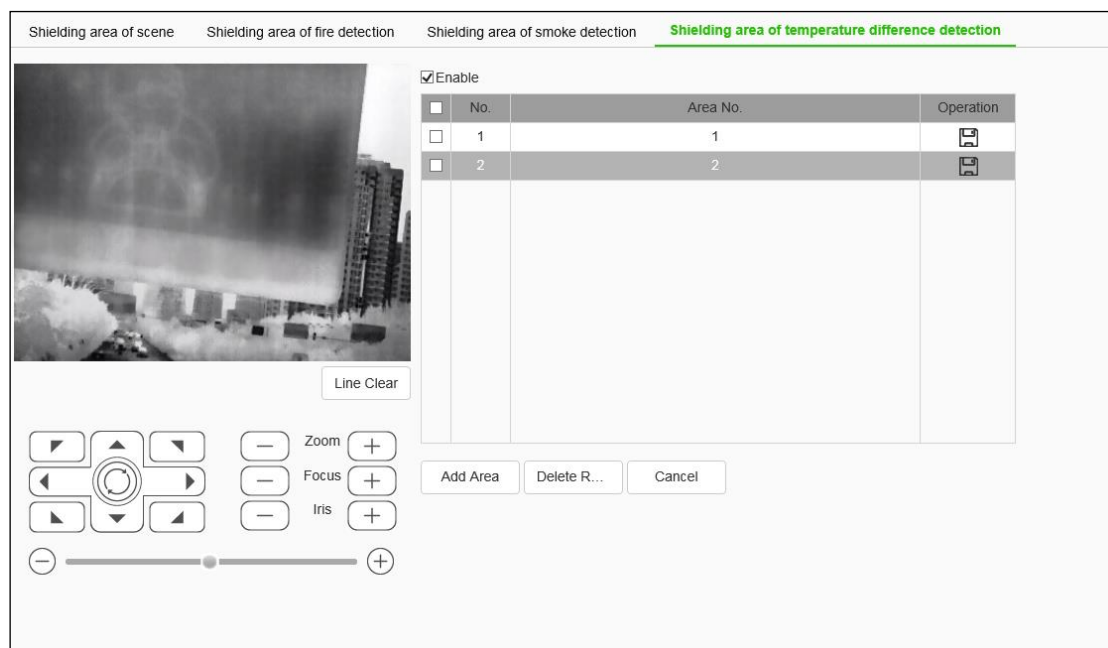 Shielding area of scene Shielding area of fire detection Shielding area of smoke detection Shielding area of temperature difference detection
Enable
No. Area No. Operation
1 1
2 2
Line Clear
Zoom
Focus
Iris
Add Area Delete R... Cancel